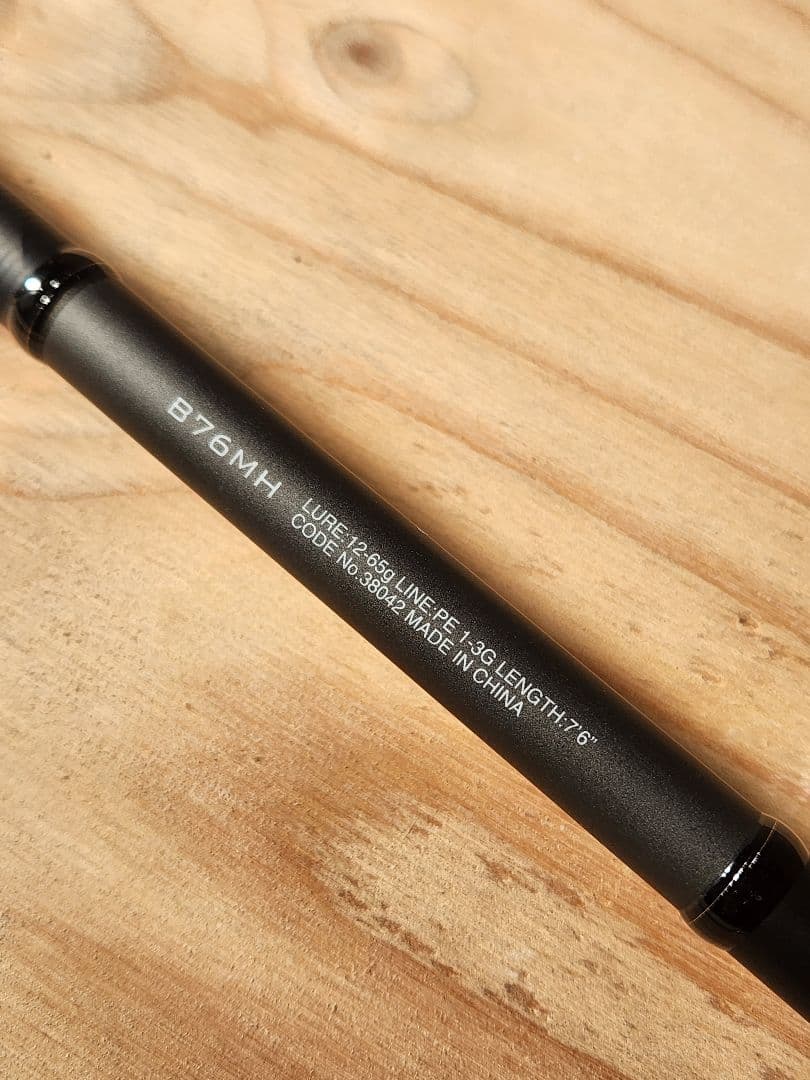 B76MH
LURE:12-65g LINE:PE 1-3G LENGTH:7'6"
CODE No.38042 MADE IN CHINA